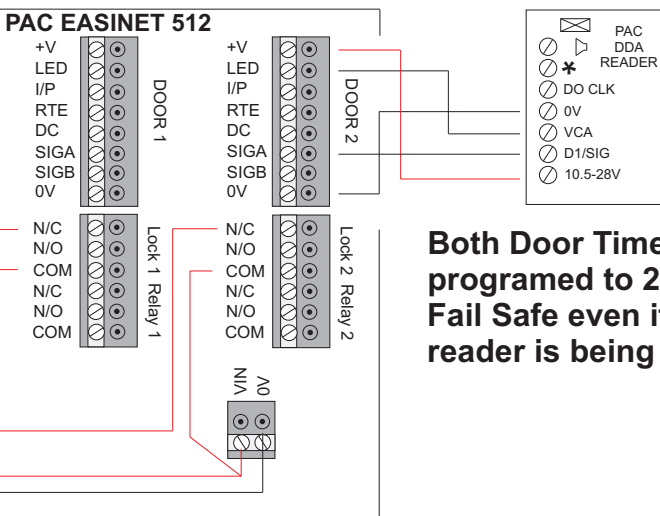 PAC EASINET 512
+V
LED
I/P
RTE
DC
SIGA
SIGB
0V
DOOR 1
+V
LED
I/P
RTE
DC
SIGA
SIGB
0V
DOOR 2
PAC
DDA
READER
DO CLK
0V
VCA
D1/SIG
10.5-28V
N/C
N/O
COM
N/C
N/O
COM
Lock 1 Relay 1
N/C
N/O
COM
N/C
N/O
COM
Lock 2 Relay 2
VIN
0V
Both Door Time
programed to 2
Fail Safe even if
reader is being